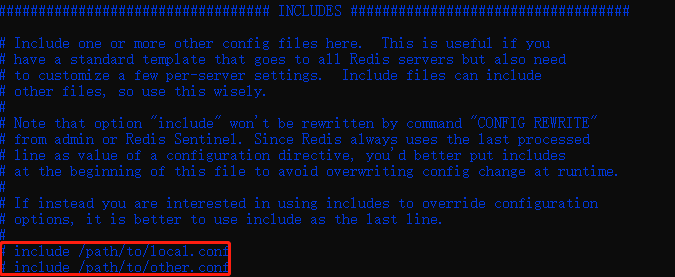 ################################## INCLUDES ###################################
# Include one or more other config files here.  This is useful if you
# have a standard template that goes to all Redis servers but also need
# to customize a few per-server settings.  Include files can include
# other files, so use this wisely.
#
# Note that option "include" won't be rewritten by command "CONFIG REWRITE"
# from admin or Redis Sentinel. Since Redis always uses the last processed
# line as value of a configuration directive, you'd better put includes
# at the beginning of this file to avoid overwriting config change at runtime.
#
# If instead you are interested in using includes to override configuration
# options, it is better to use include as the last line.
#
# include /path/to/local.conf
# include /path/to/other.conf